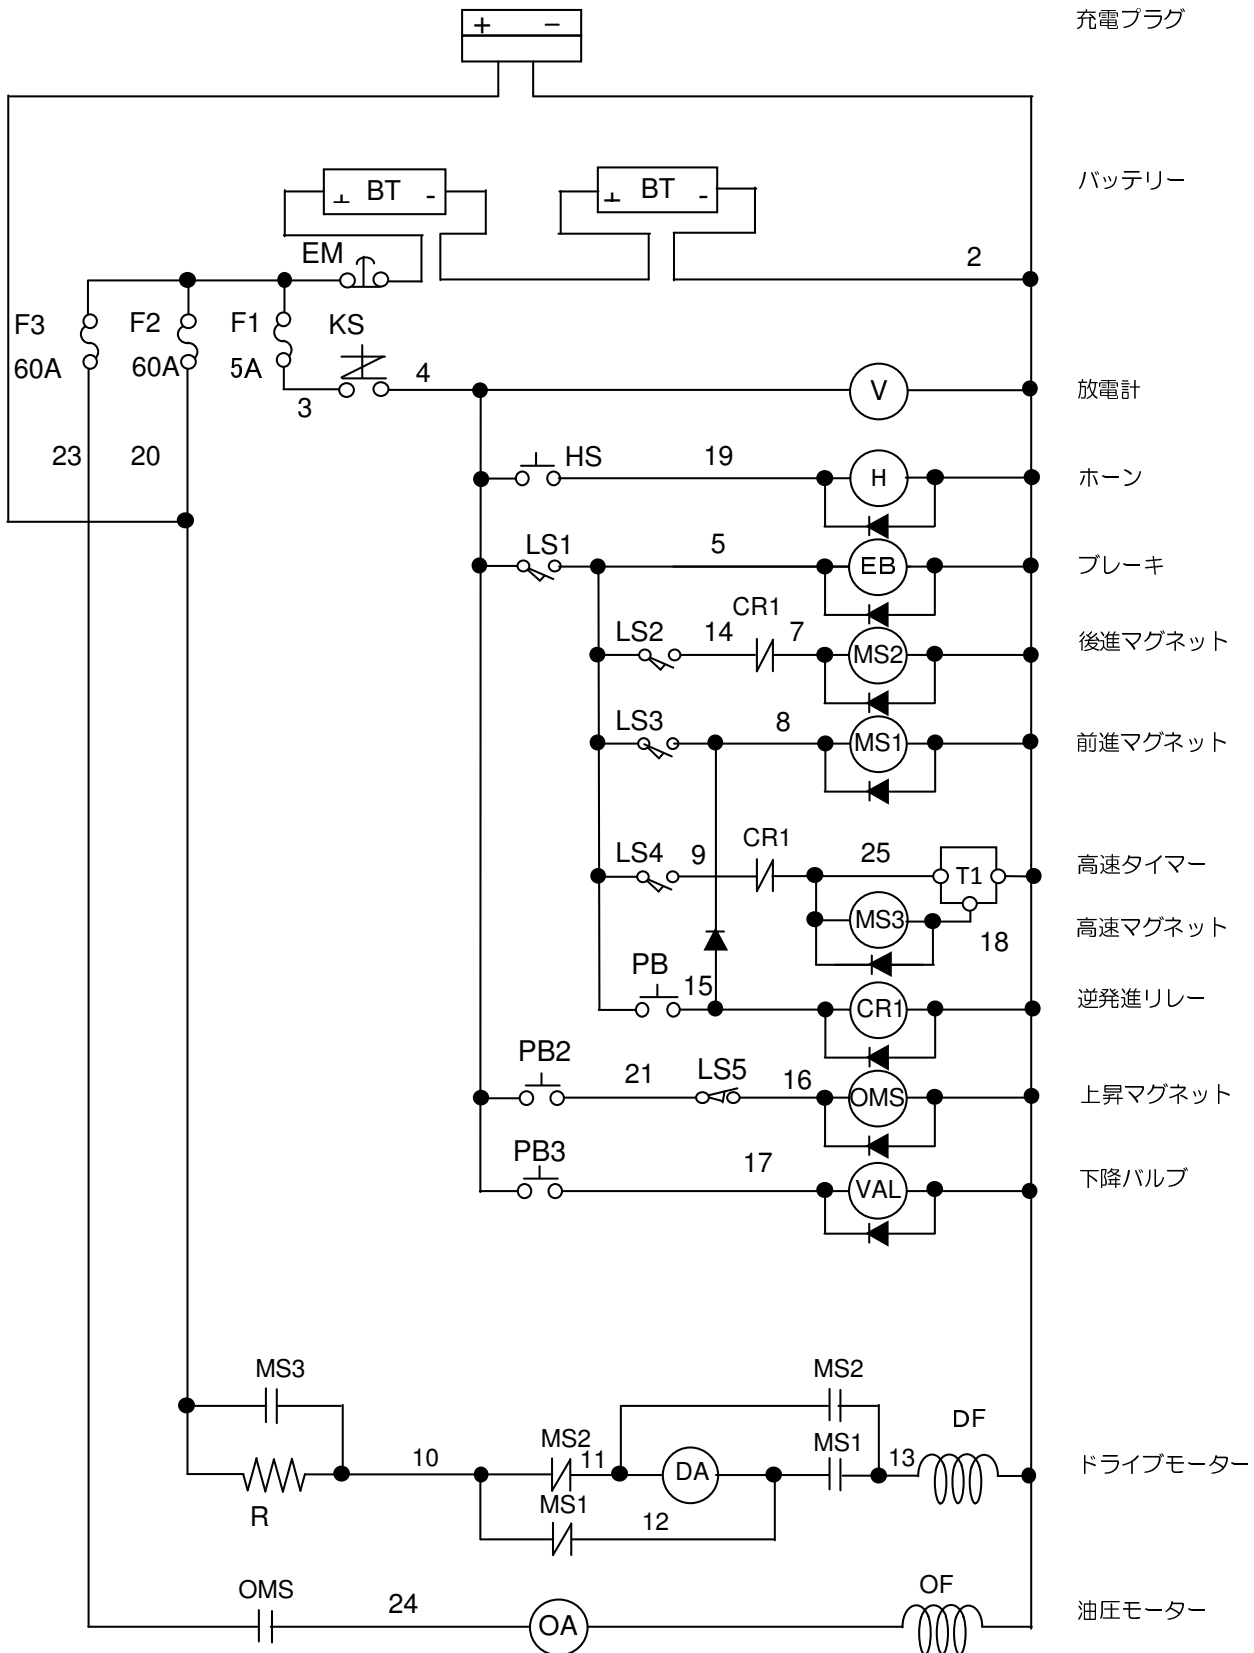 + − 充電プラグ
⊥ BT - ⊥ BT - バッテリー
EM 2
F3 F2 F1 KS
60A 60A 5A 4
3
V 放電計
23 20 HS 19 H ホーン
LS1 5 EB ブレーキ
CR1
LS2 14 7 MS2 後進マグネット
LS3 8 MS1 前進マグネット
CR1
LS4 9 25 T1 高速タイマー
MS3 18 高速マグネット
PB 15 CR1 逆発進リレー
PB2 21 LS5 16 OMS 上昇マグネット
PB3 17 VAL 下降バルブ
MS3 MS2
DF
10 MS2 11 DA MS1 13 ドライブモーター
R MS1 12
OMS 24 OA OF 油圧モーター